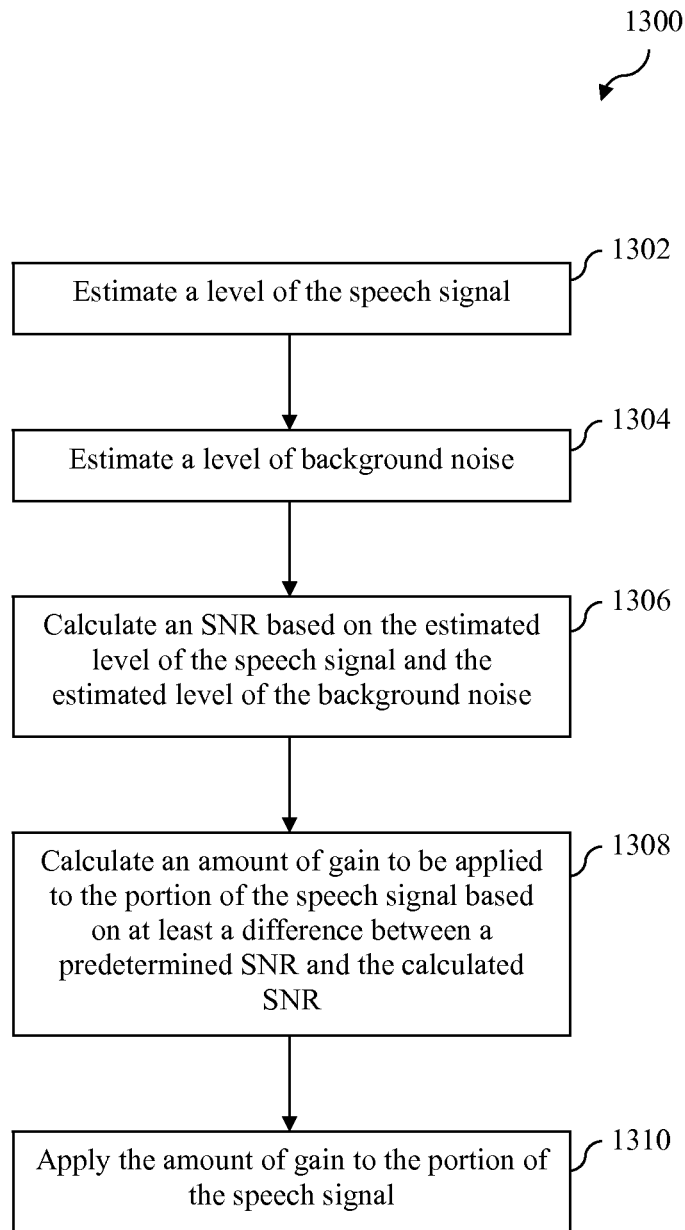 1300
1302
Estimate a level of the speech signal
1304
Estimate a level of background noise
1306
Calculate an SNR based on the estimated
level of the speech signal and the
estimated level of the background noise
1308
Calculate an amount of gain to be applied
to the portion of the speech signal based
on at least a difference between a
predetermined SNR and the calculated
SNR
1310
Apply the amount of gain to the portion of
the speech signal